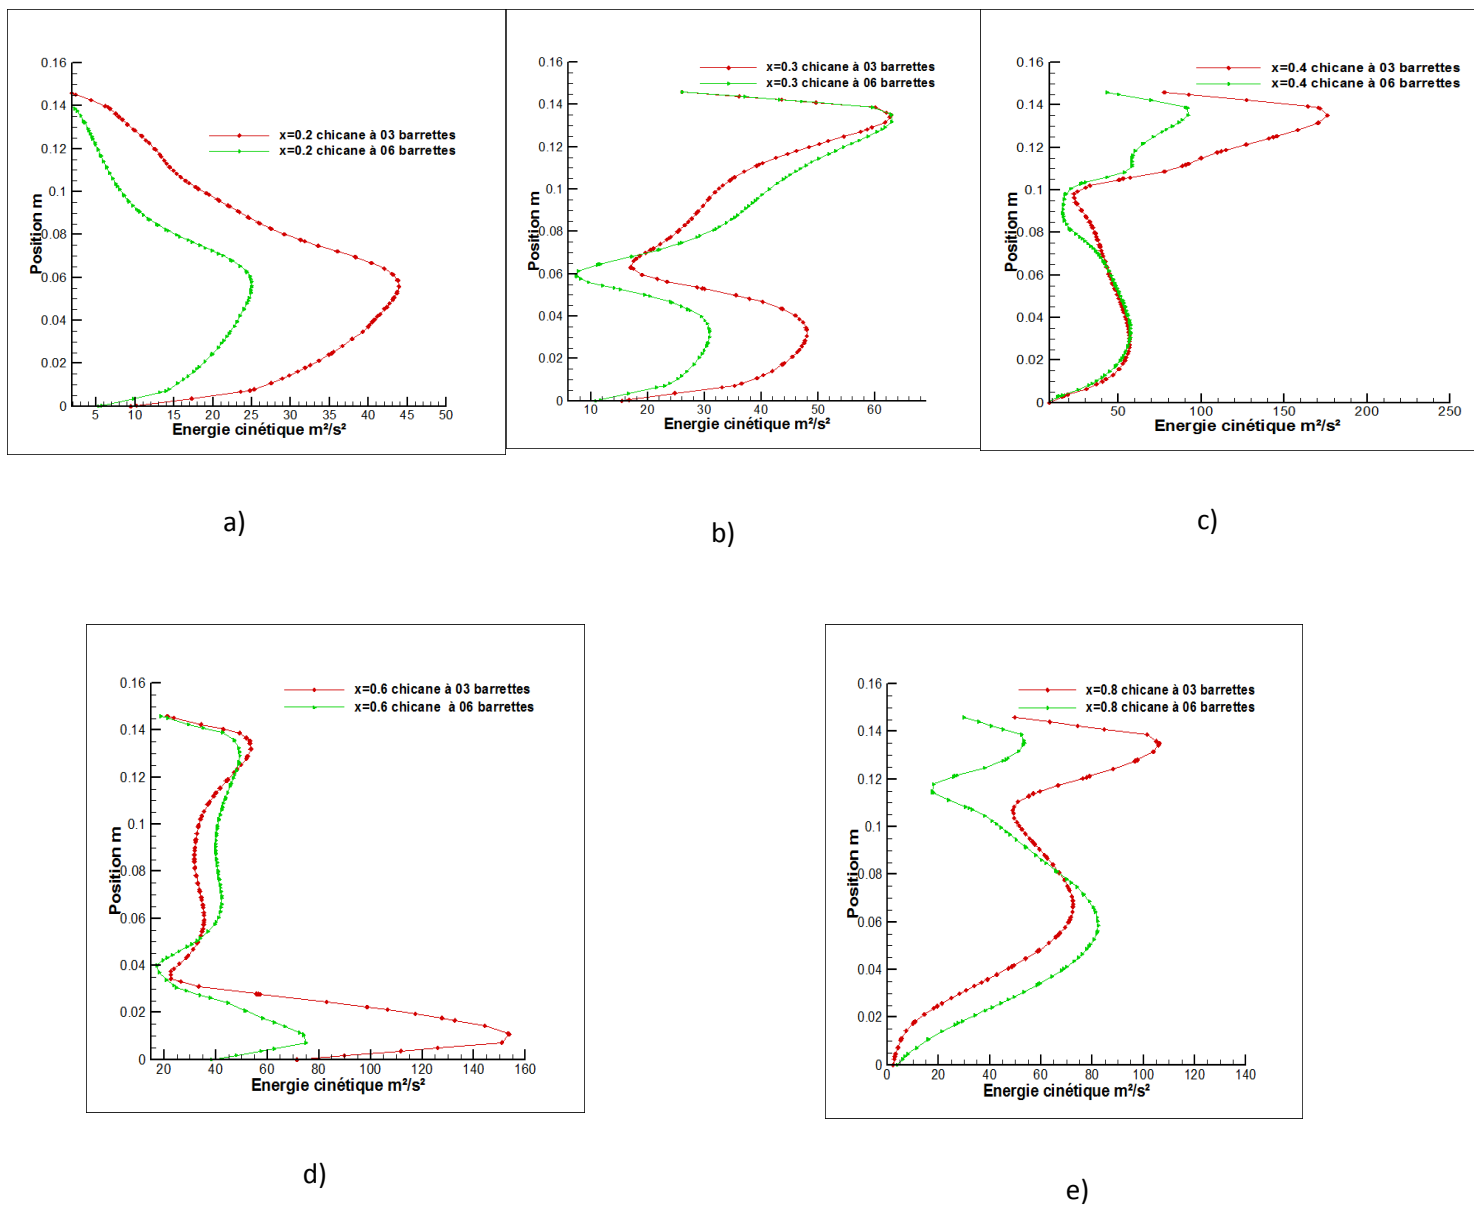 0.16
0.14
0.12
0.1
0.08
0.06
0.04
0.02
0
Position m
x=0.2 chicane à 03 barrettes
x=0.2 chicane à 06 barrettes
5 10 15 20 25 30 35 40 45 50
Energie cinétique m²/s²
a)
0.16
0.14
0.12
0.1
0.08
0.06
0.04
0.02
0
Position m
x=0.3 chicane à 03 barrettes
x=0.3 chicane à 06 barrettes
10 20 30 40 50 60
Energie cinétique m²/s²
b)
0.16
0.14
0.12
0.1
0.08
0.06
0.04
0.02
0
Position m
x=0.4 chicane à 03 barrettes
x=0.4 chicane à 06 barrettes
50 100 150 200 250
Energie cinétique m²/s²
c)
0.16
0.14
0.12
0.1
0.08
0.06
0.04
0.02
0
Position m
x=0.6 chicane à 03 barrettes
x=0.6 chicane à 06 barrettes
20 40 60 80 100 120 140 160
Energie cinétique m²/s²
d)
0.16
0.14
0.12
0.1
0.08
0.06
0.04
0.02
0
Position m
x=0.8 chicane à 03 barrettes
x=0.8 chicane à 06 barrettes
0 20 40 60 80 100 120 140
Energie cinétique m²/s²
e)